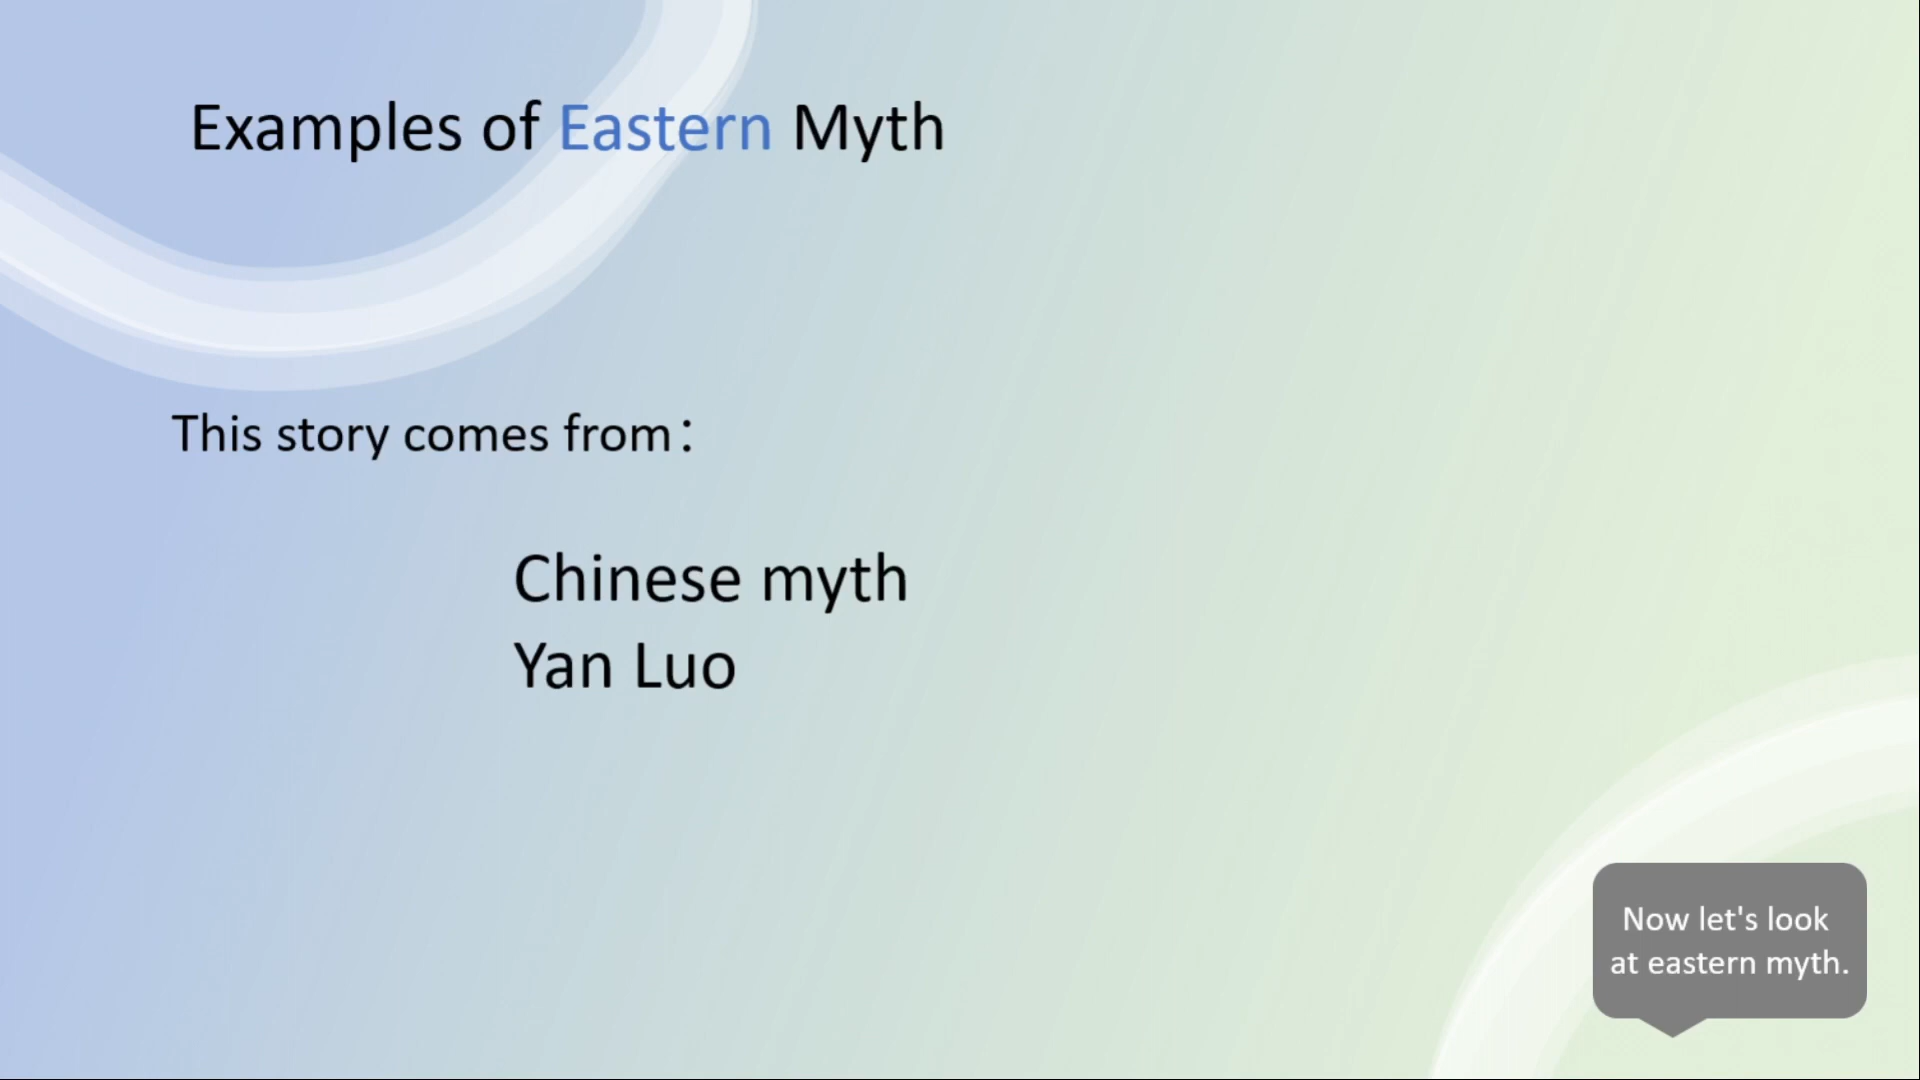 Examples of Eastern Myth
This story comes from：
Chinese myth
Yan Luo
Now let's look
at eastern myth.